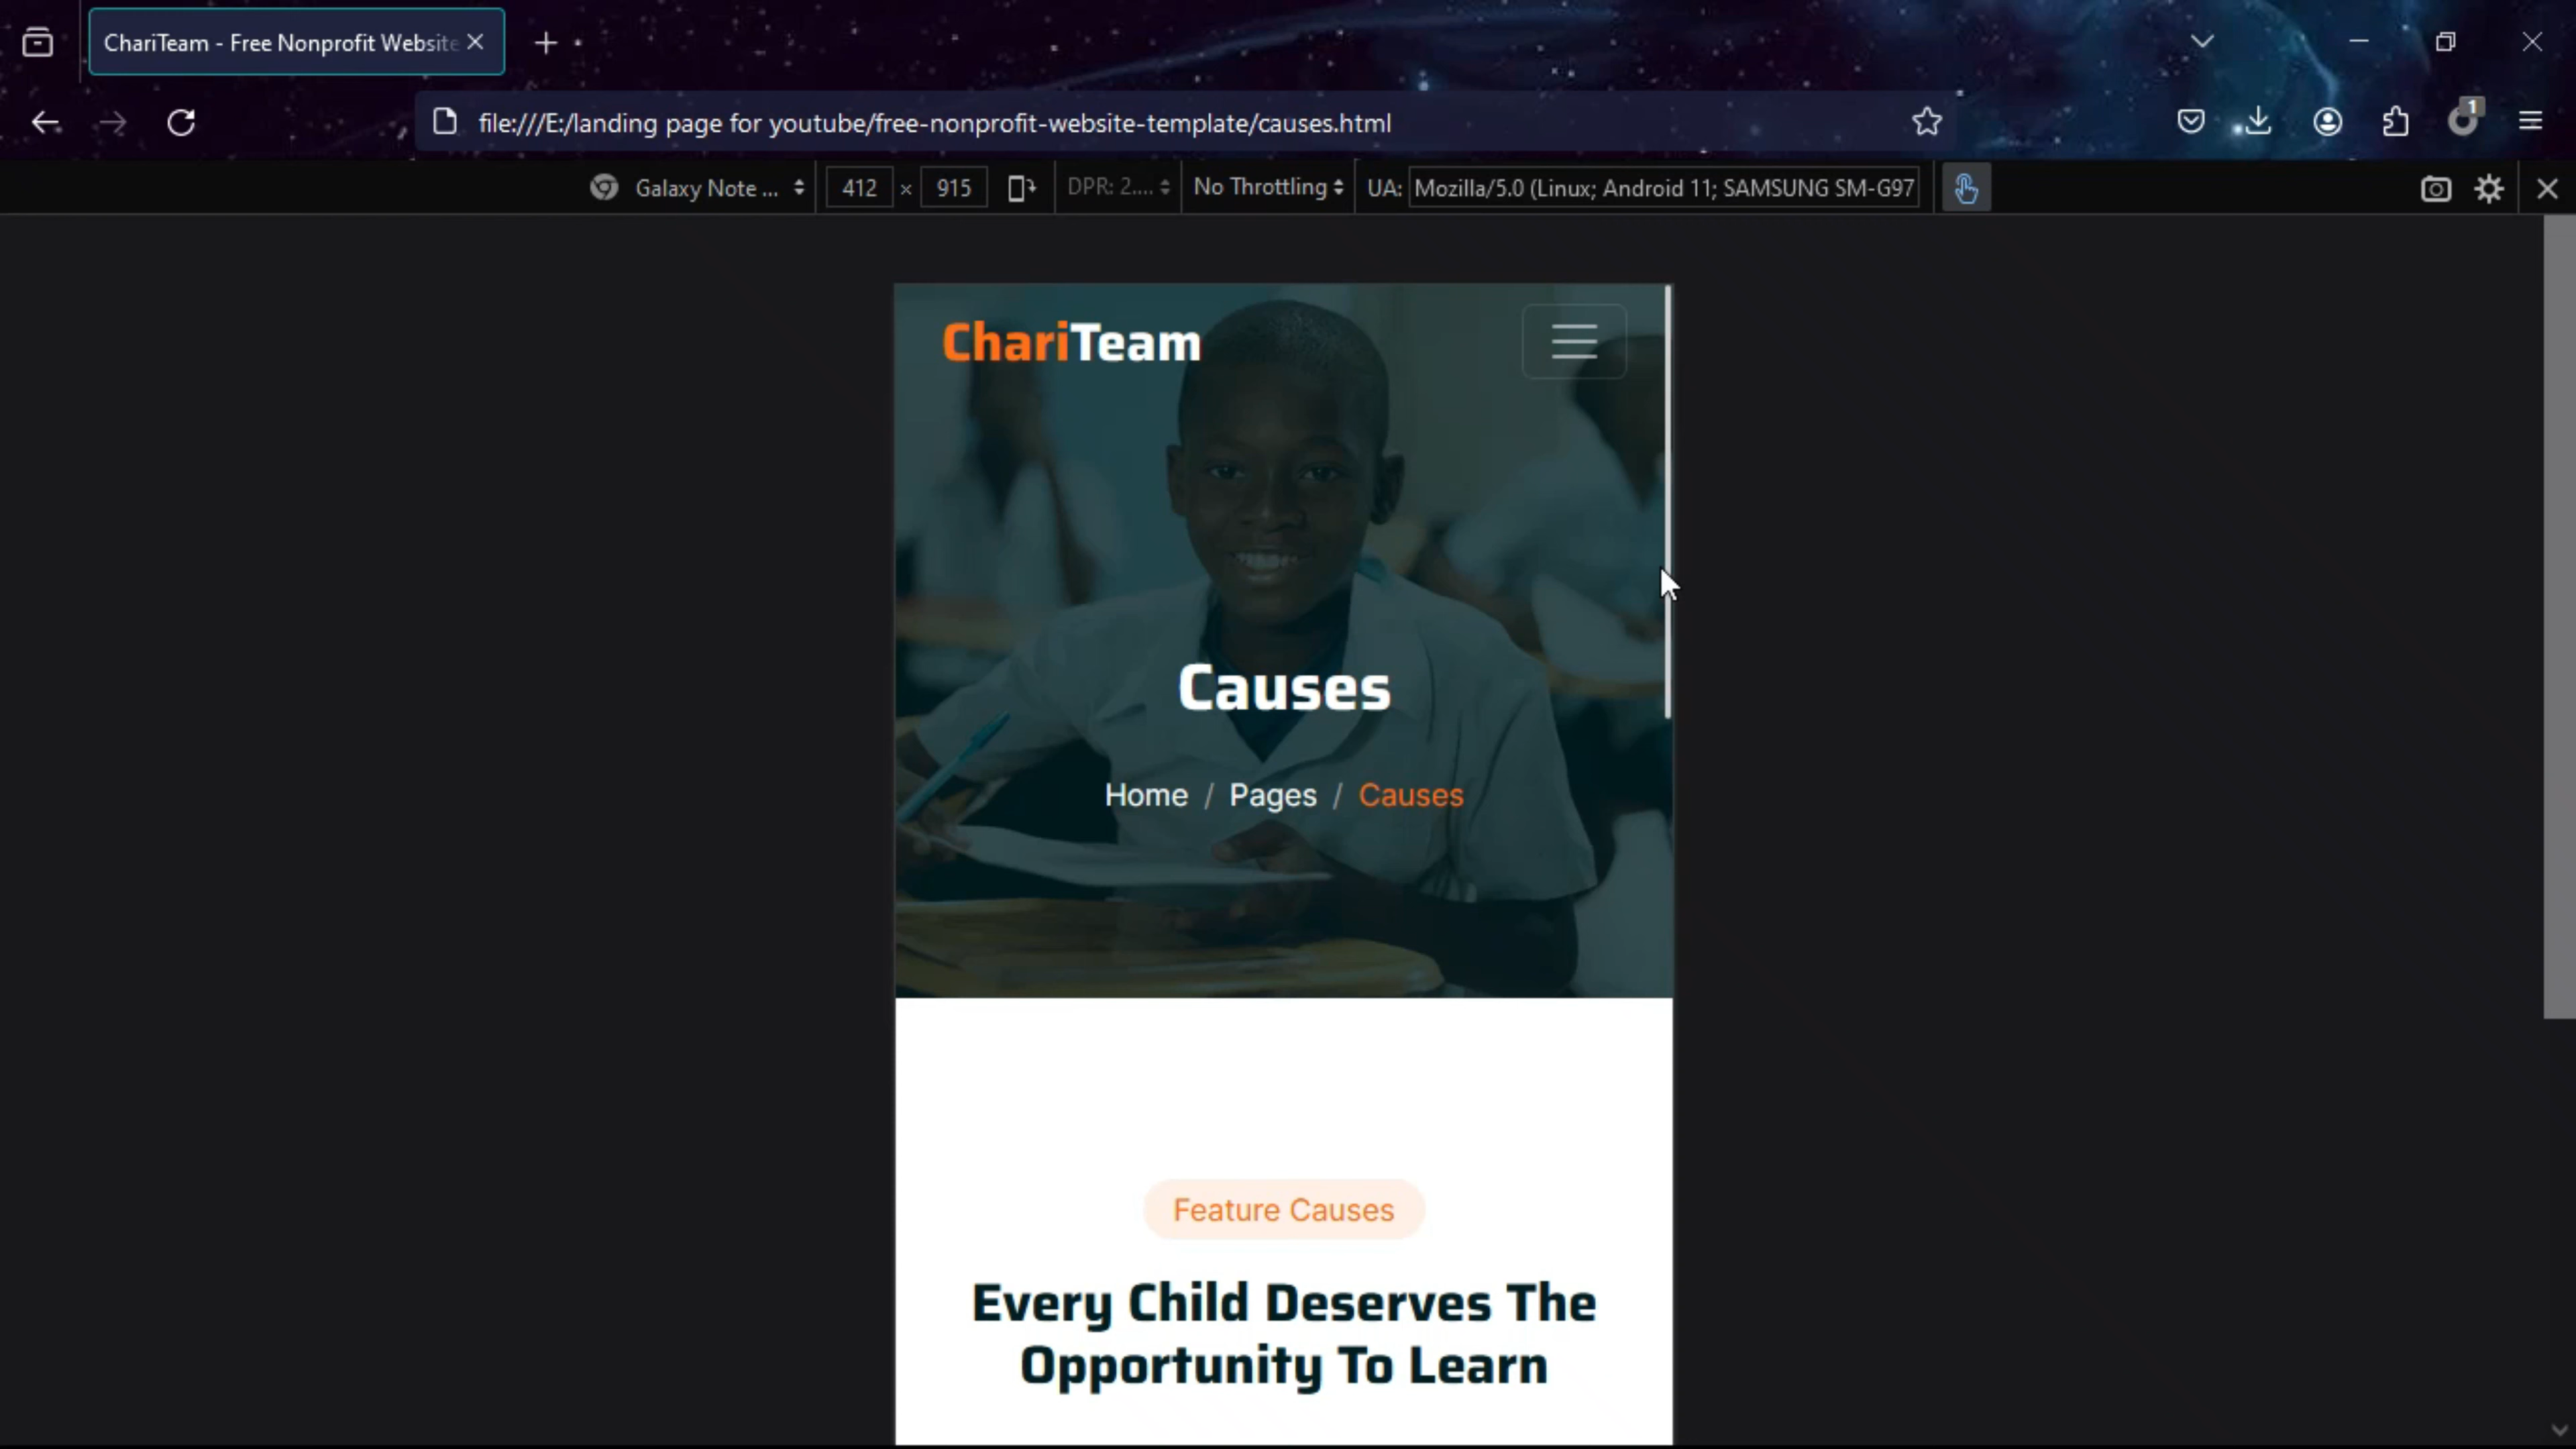 ChariTeam - Free Nonprofit Website
file:///E:/landing page for youtube/free-nonprofit-website-template/causes.html
1
Galaxy Note ... 412 × 915 DPR: 2.... No Throttling UA: Mozilla/5.0 (Linux; Android 11; SAMSUNG SM-G97
ChariTeam
Causes
Home / Pages / Causes
Feature Causes
Every Child Deserves The
Opportunity To Learn